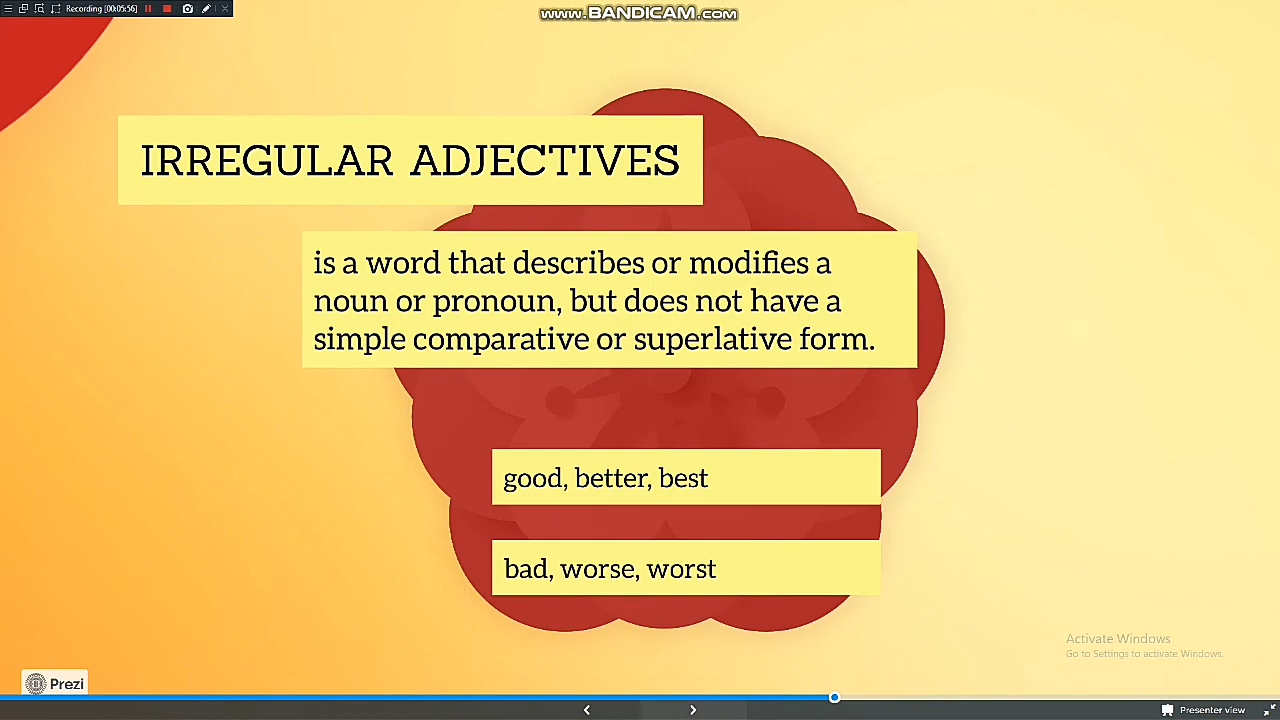 Recording [00:05:56]
www.BANDICAM.com
IRREGULAR ADJECTIVES
is a word that describes or modifies a
noun or pronoun, but does not have a
simple comparative or superlative form.
good, better, best
bad, worse, worst
Activate Windows
Go to Settings to activate Windows.
Prezi
Presenter view